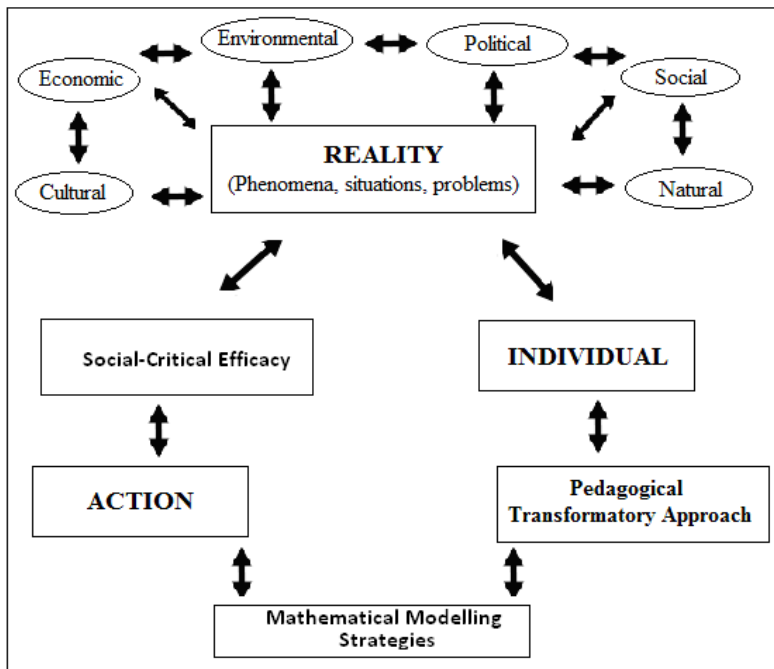 Environmental
Political
Economic
Social
REALITY
(Phenomena, situations, problems)
Cultural
Natural
Social-Critical Efficacy
INDIVIDUAL
ACTION
Pedagogical
Transformatory Approach
Mathematical Modelling
Strategies